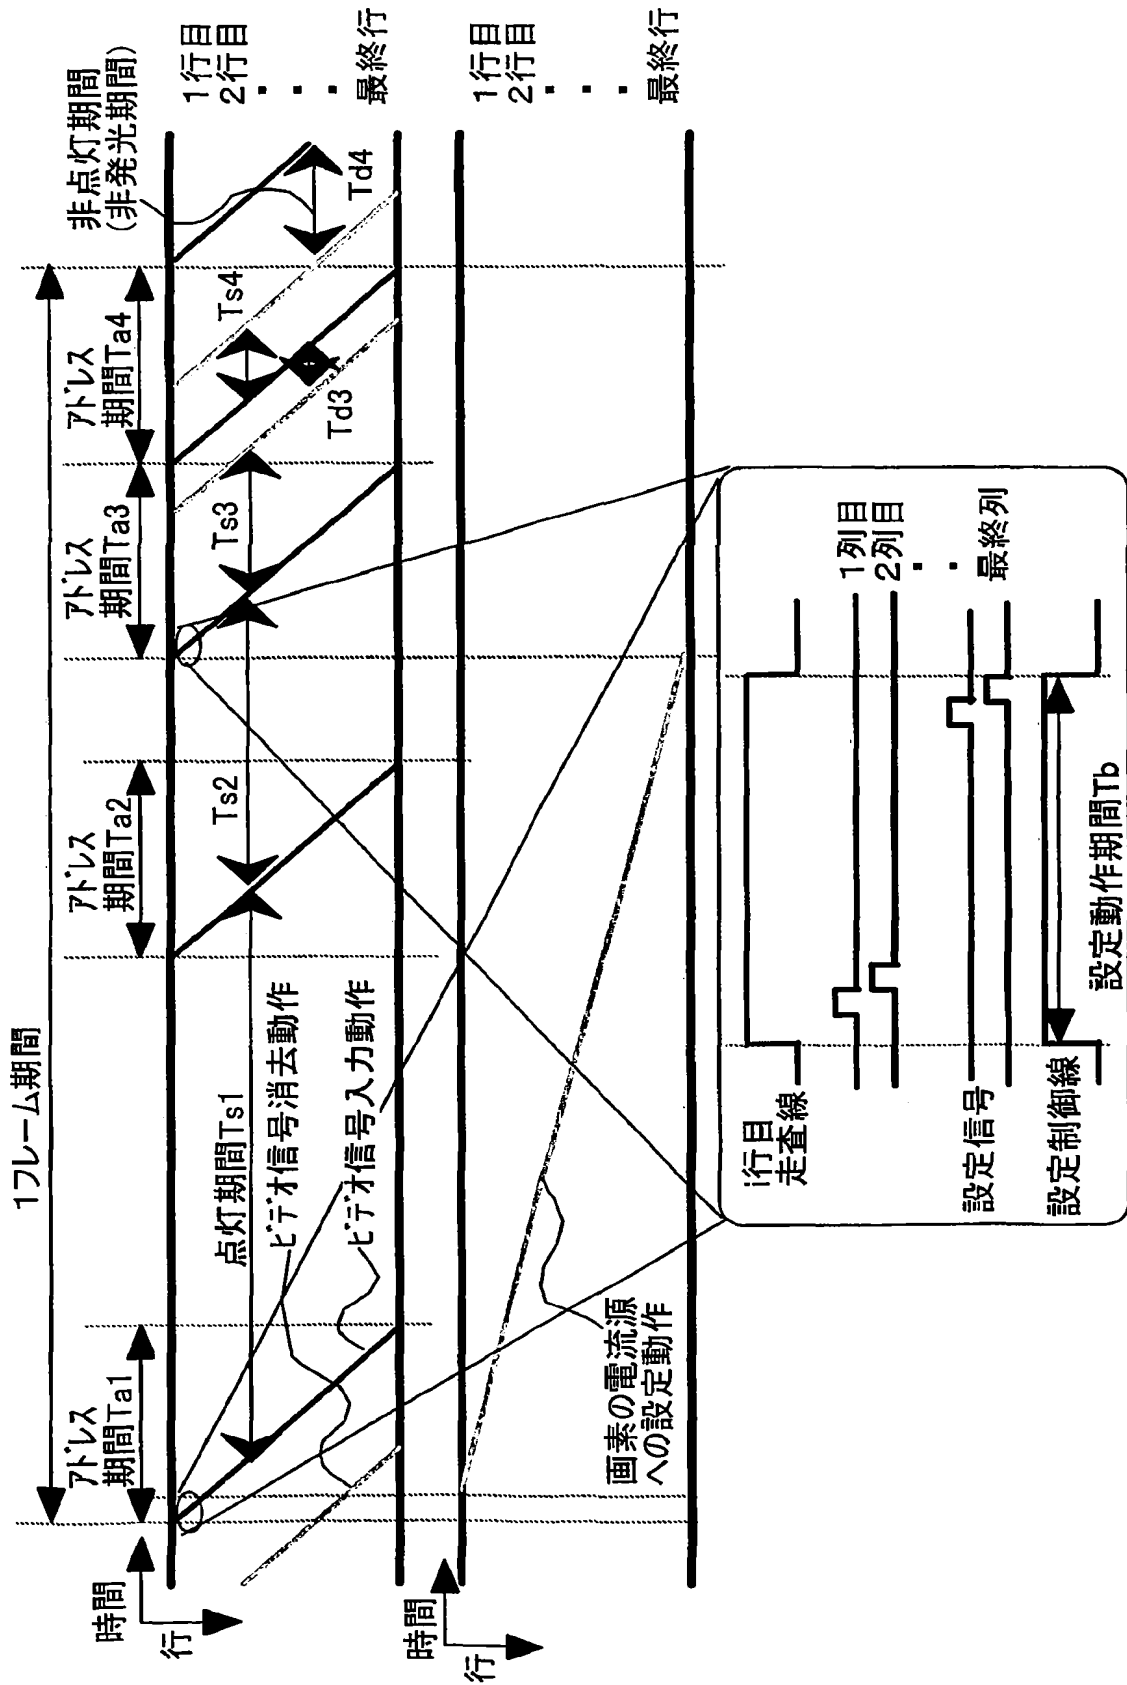 1フレーム期間
アドレス
期間Ta1
アドレス
期間Ta2
アドレス
期間Ta3
アドレス
期間Ta4
非点灯期間
(非発光期間)
時間
行
点灯期間Ts1
Ts2
Ts3
Ts4
Td3
Td4
ビデオ信号消去動作
ビデオ信号入力動作
1行目
2行目
・
・
・
最終行
時間
行
画素の電流源
への設定動作
1行目
2行目
・
・
・
最終行
i行目
走査線
設定信号
1列目
2列目
・
・
最終列
設定制御線
設定動作期間Tb